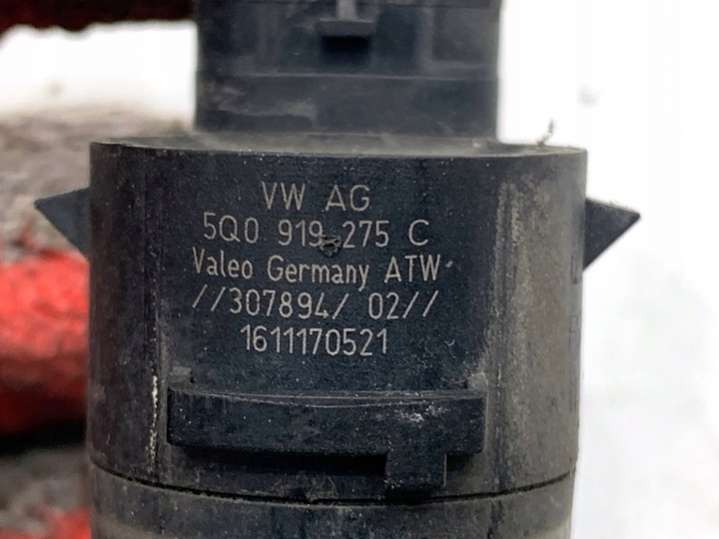 VW AG
5Q0 919 275 C
Valeo Germany ATW
//307894/ 02//
1611170521